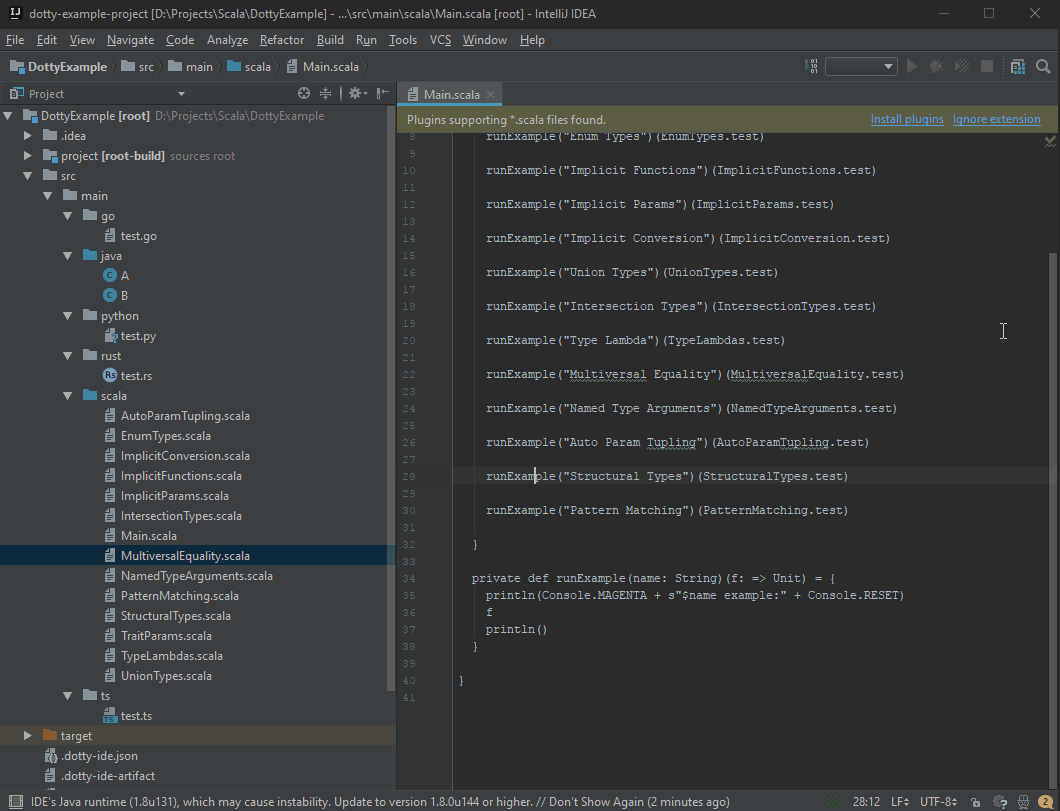 dotty-example-project [D:\Projects\Scala\DottyExample] - ...\src\main\scala\Main.scala [root] - IntelliJ IDEA
File Edit View Navigate Code Analyze Refactor Build Run Tools VCS Window Help
DottyExample src main scala Main.scala
Project
Main.scala
Plugins supporting *.scala files found. Install plugins Ignore extension
DottyExample [root] D:\Projects\Scala\DottyExample
.idea
project [root-build] sources root
src
main
go
test.go
java
C A
C B
python
test.py
rust
Rs test.rs
scala
AutoParamTupling.scala
EnumTypes.scala
ImplicitConversion.scala
ImplicitFunctions.scala
ImplicitParams.scala
IntersectionTypes.scala
Main.scala
MultiversalEquality.scala
NamedTypeArguments.scala
PatternMatching.scala
StructuralTypes.scala
TraitParams.scala
TypeLambdas.scala
UnionTypes.scala
ts
TS test.ts
target
.dotty-ide.json
.dotty-ide-artifact
8 runExample("Enum Types")(EnumTypes.test)
9
10 runExample("Implicit Functions")(ImplicitFunctions.test)
11
12 runExample("Implicit Params")(ImplicitParams.test)
13
14 runExample("Implicit Conversion")(ImplicitConversion.test)
15
16 runExample("Union Types")(UnionTypes.test)
17
18 runExample("Intersection Types")(IntersectionTypes.test)
19
20 runExample("Type Lambda")(TypeLambdas.test)
21
22 runExample("Multiversal Equality")(MultiversalEquality.test)
23
24 runExample("Named Type Arguments")(NamedTypeArguments.test)
25
26 runExample("Auto Param Tupling")(AutoParamTupling.test)
27
28 runExample("Structural Types")(StructuralTypes.test)
29
30 runExample("Pattern Matching")(PatternMatching.test)
31
32 }
33
34 private def runExample(name: String)(f: => Unit) = {
35 println(Console.MAGENTA + s"$name example:" + Console.RESET)
36 f
37 println()
38 }
39
40 }
41
IDE's Java runtime (1.8u131), which may cause instability. Update to version 1.8.0u144 or higher. // Don't Show Again (2 minutes ago) 28:12 LF UTF-8 2